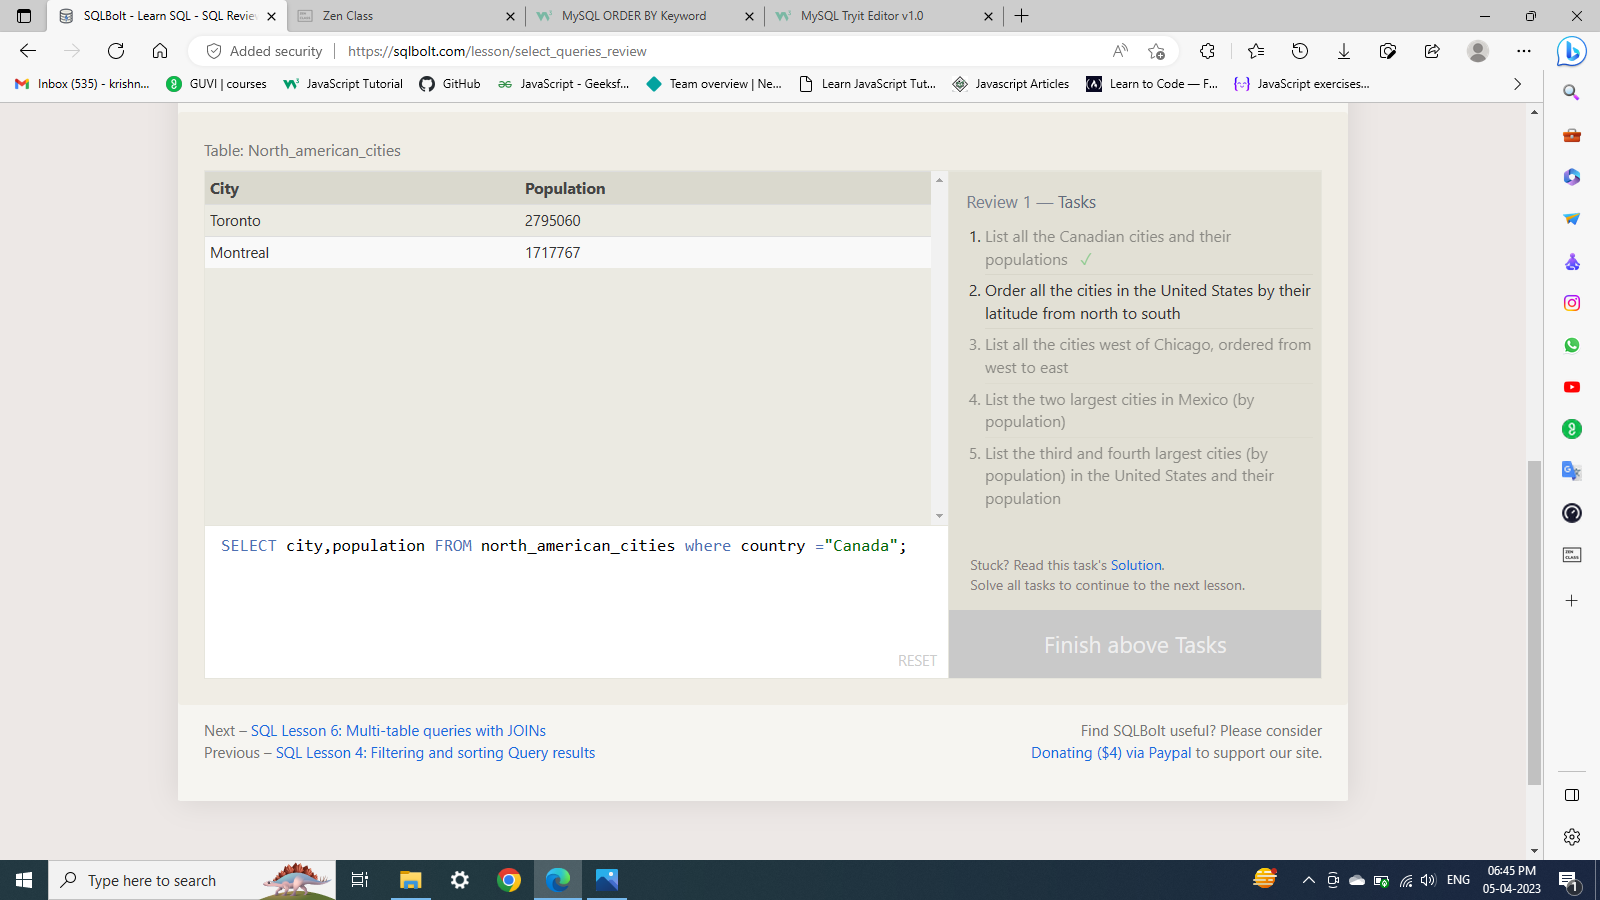 SQLBolt - Learn SQL - SQL Revie
Zen Class
MySQL ORDER BY Keyword
MySQL Tryit Editor v1.0
Added security
https://sqlbolt.com/lesson/select_queries_review
Inbox (535) - krishn...
GUVI | courses
JavaScript Tutorial
GitHub
JavaScript - Geeksf...
Team overview | Ne...
Learn JavaScript Tut...
Javascript Articles
Learn to Code — F...
JavaScript exercises...
Table: North_american_cities
City Population
Toronto 2795060
Montreal 1717767
SELECT city,population FROM north_american_cities where country ="Canada";
RESET
Review 1 — Tasks
1. List all the Canadian cities and their
populations ✓
2. Order all the cities in the United States by their
latitude from north to south
3. List all the cities west of Chicago, ordered from
west to east
4. List the two largest cities in Mexico (by
population)
5. List the third and fourth largest cities (by
population) in the United States and their
population
Stuck? Read this task's Solution.
Solve all tasks to continue to the next lesson.
Finish above Tasks
Next – SQL Lesson 6: Multi-table queries with JOINs
Previous – SQL Lesson 4: Filtering and sorting Query results
Find SQLBolt useful? Please consider
Donating ($4) via Paypal to support our site.
Type here to search
ENG
06:45 PM
05-04-2023
1